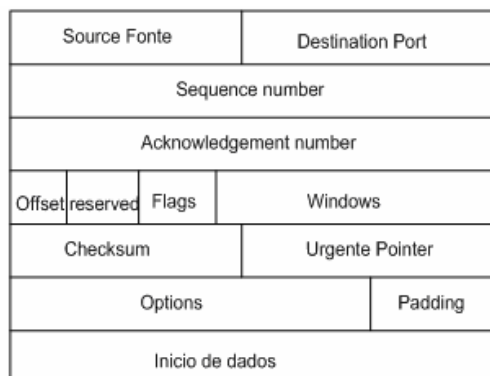 Source Fonte Destination Port
Sequence number
Acknowledgement number
Offset reserved Flags Windows
Checksum Urgente Pointer
Options Padding
Inicio de dados